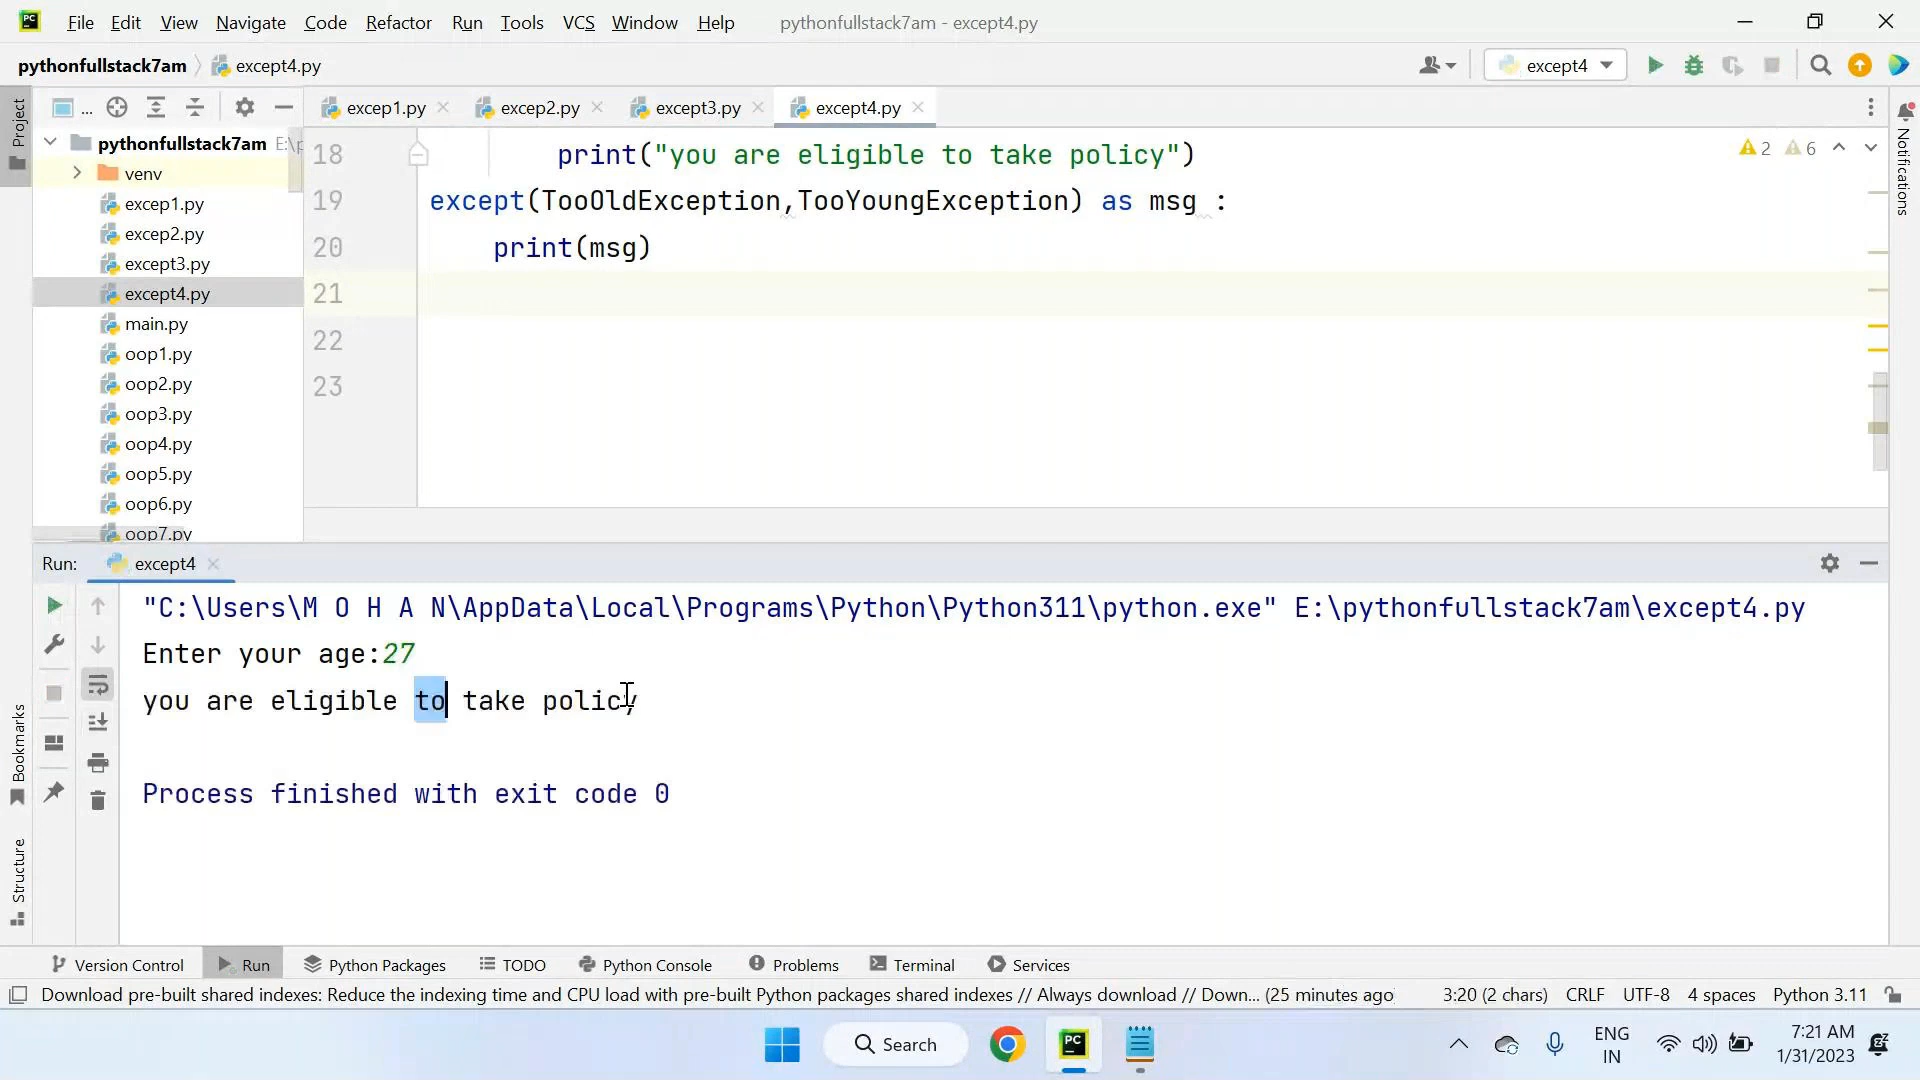 PC File Edit View Navigate Code Refactor Run Tools VCS Window Help pythonfullstack7am - except4.py
pythonfullstack7am except4.py except4
Project ... excep1.py excep2.py except3.py except4.py
pythonfullstack7am E:\p
venv
excep1.py
excep2.py
except3.py
except4.py
main.py
oop1.py
oop2.py
oop3.py
oop4.py
oop5.py
oop6.py
oop7.py
18 print("you are eligible to take policy") 2 6
19 except(TooOldException,TooYoungException) as msg :
20 print(msg)
21
22
23
Notifications
Run: except4
"C:\Users\M O H A N\AppData\Local\Programs\Python\Python311\python.exe" E:\pythonfullstack7am\except4.py
Enter your age:27
you are eligible to take policy
Process finished with exit code 0
Bookmarks
Structure
Version Control Run Python Packages TODO Python Console Problems Terminal Services
Download pre-built shared indexes: Reduce the indexing time and CPU load with pre-built Python packages shared indexes // Always download // Down... (25 minutes ago 3:20 (2 chars) CRLF UTF-8 4 spaces Python 3.11
Search PC ENG
IN
7:21 AM
1/31/2023